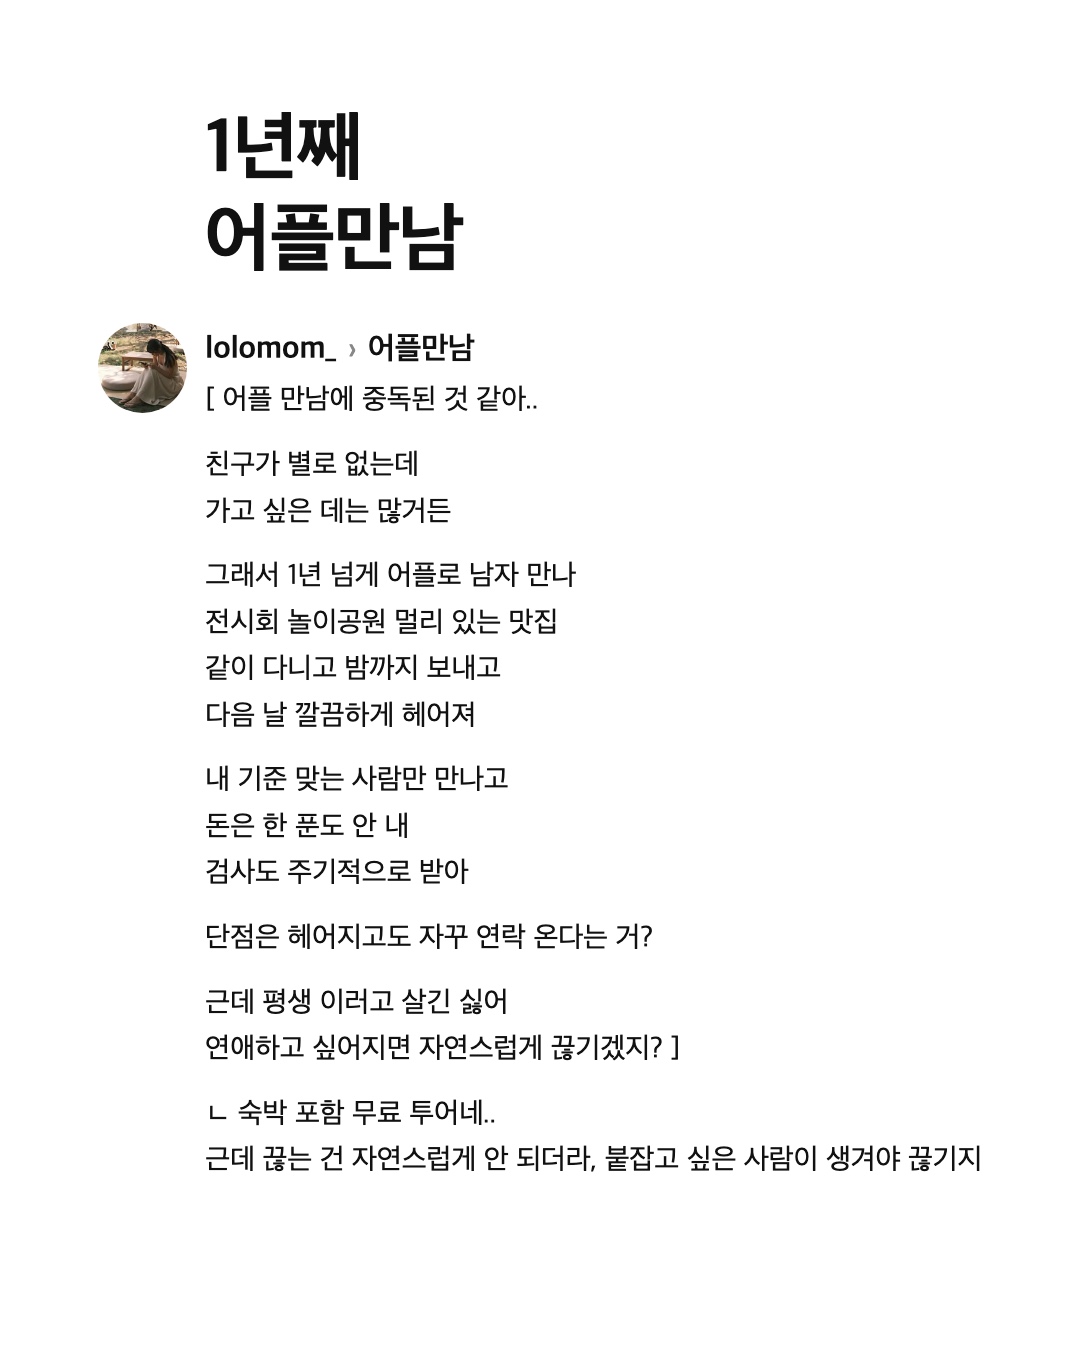 1년째
어플만남
lolomom_ › 어플만남
[ 어플 만남에 중독된 것 같아..
친구가 별로 없는데
가고 싶은 데는 많거든
그래서 1년 넘게 어플로 남자 만나
전시회 놀이공원 멀리 있는 맛집
같이 다니고 밤까지 보내고
다음 날 깔끔하게 헤어져
내 기준 맞는 사람만 만나고
돈은 한 푼도 안 내
검사도 주기적으로 받아
단점은 헤어지고도 자꾸 연락 온다는 거?
근데 평생 이러고 살긴 싫어
연애하고 싶어지면 자연스럽게 끊기겠지? ]
ㄴ 숙박 포함 무료 투어네..
근데 끊는 건 자연스럽게 안 되더라, 붙잡고 싶은 사람이 생겨야 끊기지